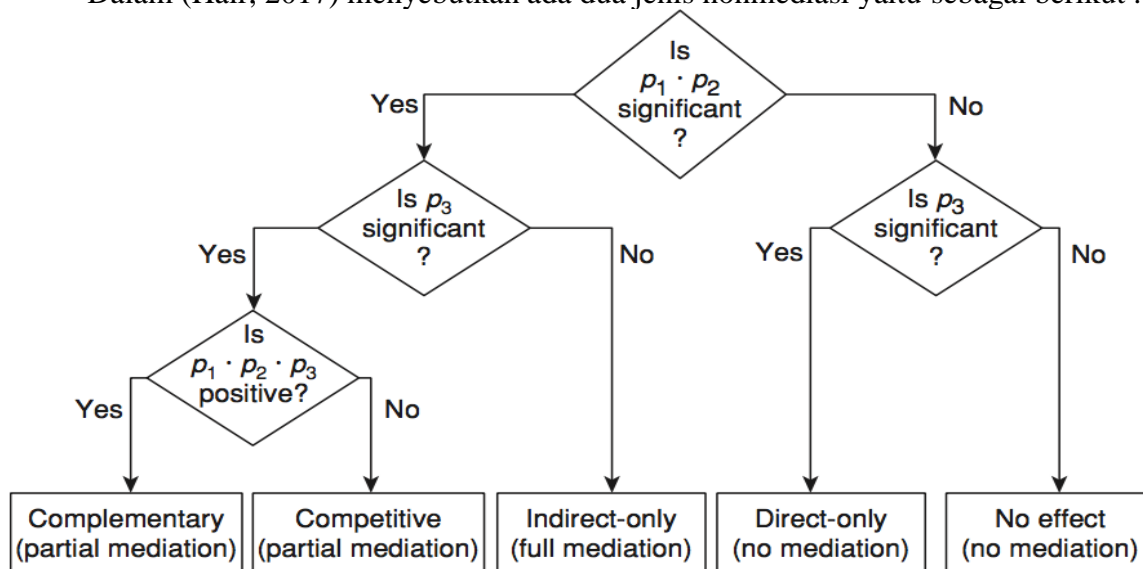 Dalam (Hair, 2017) menyebutkan ada dua jenis nonmediasi yaitu sebagai berikut :
Is
p₁ · p₂
significant
?
Yes
No
Is p₃
significant
?
Is p₃
significant
?
Yes
No
Yes
No
Is
p₁ · p₂ · p₃
positive?
Yes
No
Complementary
(partial mediation)
Competitive
(partial mediation)
Indirect-only
(full mediation)
Direct-only
(no mediation)
No effect
(no mediation)